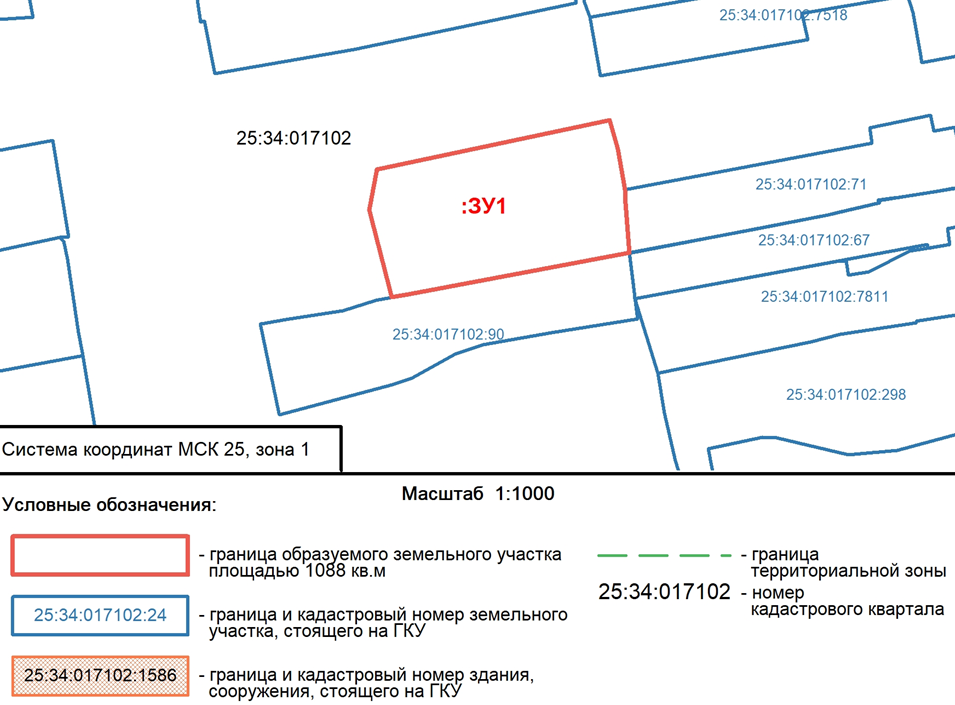 25:34:017102:7518
25:34:017102
25:34:017102:71
:ЗУ1
25:34:017102:67
25:34:017102:7811
25:34:017102:90
25:34:017102:298
Система координат МСК 25, зона 1
Масштаб 1:1000
Условные обозначения:
- граница образуемого земельного участка
площадью 1088 кв.м
25:34:017102:24
- граница и кадастровый номер земельного
участка, стоящего на ГКУ
25:34:017102:1586
- граница и кадастровый номер здания,
сооружения, стоящего на ГКУ
- граница
территориальной зоны
25:34:017102
- номер
кадастрового квартала